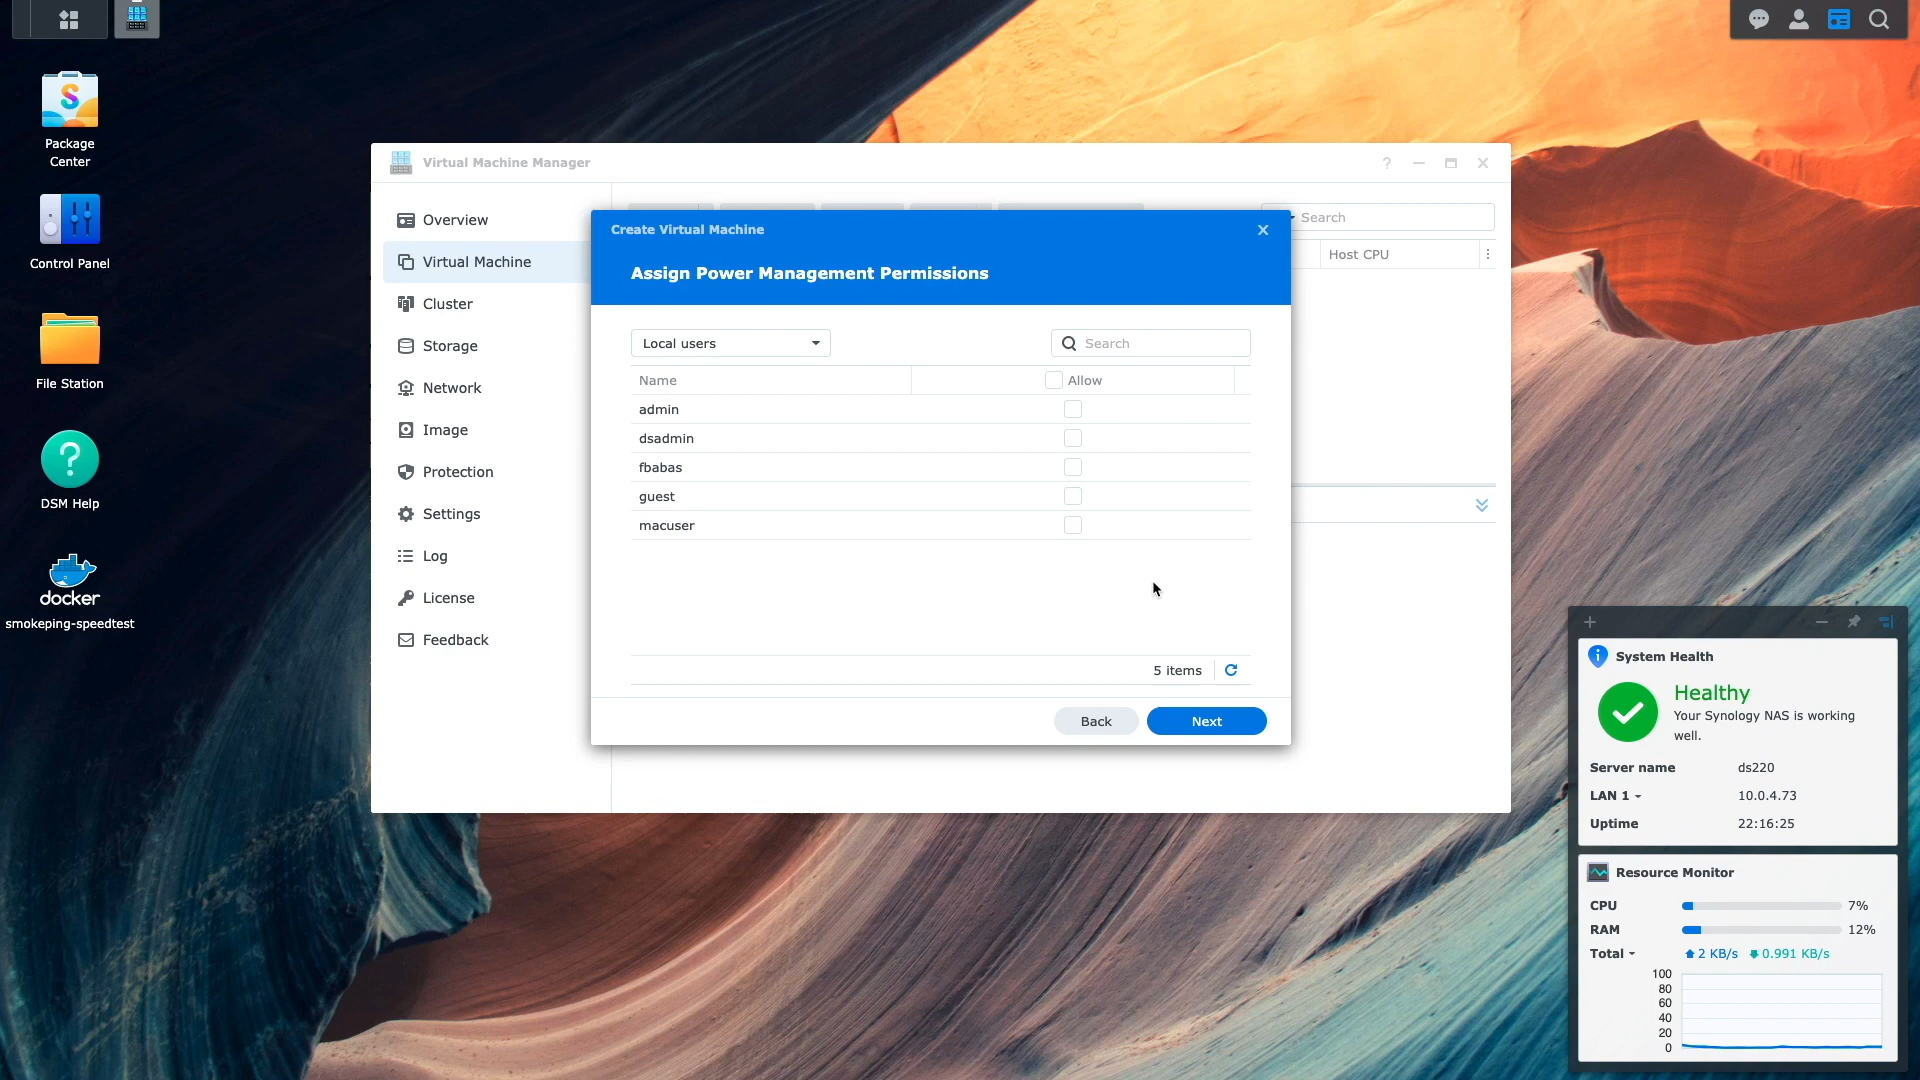 Package
Center
Control Panel
File Station
DSM Help
docker
smokeping-speedtest
Virtual Machine Manager
Overview
Virtual Machine
Cluster
Storage
Network
Image
Protection
Settings
Log
License
Feedback
Search
Host CPU
Create Virtual Machine
Assign Power Management Permissions
Local users
Search
Name
Allow
admin
dsadmin
fbabas
guest
macuser
5 items
Back
Next
System Health
Healthy
Your Synology NAS is working
well.
Server name ds220
LAN 1 10.0.4.73
Uptime 22:16:25
Resource Monitor
CPU 7%
RAM 12%
Total 2 KB/s 0.991 KB/s
100
80
60
40
20
0